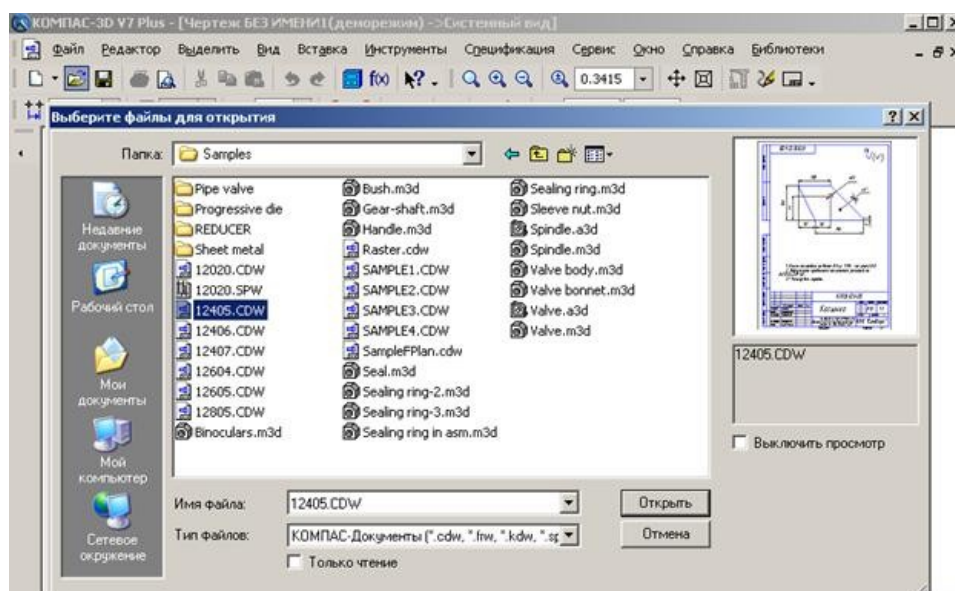 КОМПАС-3D V7 Plus - [Чертеж БЕЗ ИМЕНИ1(деморежим) ->Системный вид]
Файл Редактор Выделить Вид Вставка Инструменты Спецификация Сервис Окно Справка Библиотеки
f(x) 0.3415
Выберите файлы для открытия
Папка: Samples
Недавние документы
Рабочий стол
Мои документы
Мой компьютер
Сетевое окружение
Pipe valve
Progressive die
REDUCER
Sheet metal
12020.CDW
12020.SPW
12405.CDW
12406.CDW
12407.CDW
12604.CDW
12605.CDW
12805.CDW
Binoculars.m3d
Bush.m3d
Gear-shaft.m3d
Handle.m3d
Raster.cdw
SAMPLE1.CDW
SAMPLE2.CDW
SAMPLE3.CDW
SAMPLE4.CDW
SampleFPlan.cdw
Seal.m3d
Sealing ring-2.m3d
Sealing ring-3.m3d
Sealing ring in asm.m3d
Sealing ring.m3d
Sleeve nut.m3d
Spindle.a3d
Spindle.m3d
Valve body.m3d
Valve bonnet.m3d
Valve.a3d
Valve.m3d
12405.CDW
Выключить просмотр
Имя файла: 12405.CDW Открыть
Тип файлов: КОМПАС-Документы (*.cdw, *.frw, *.kdw, *.sp Отмена
Только чтение